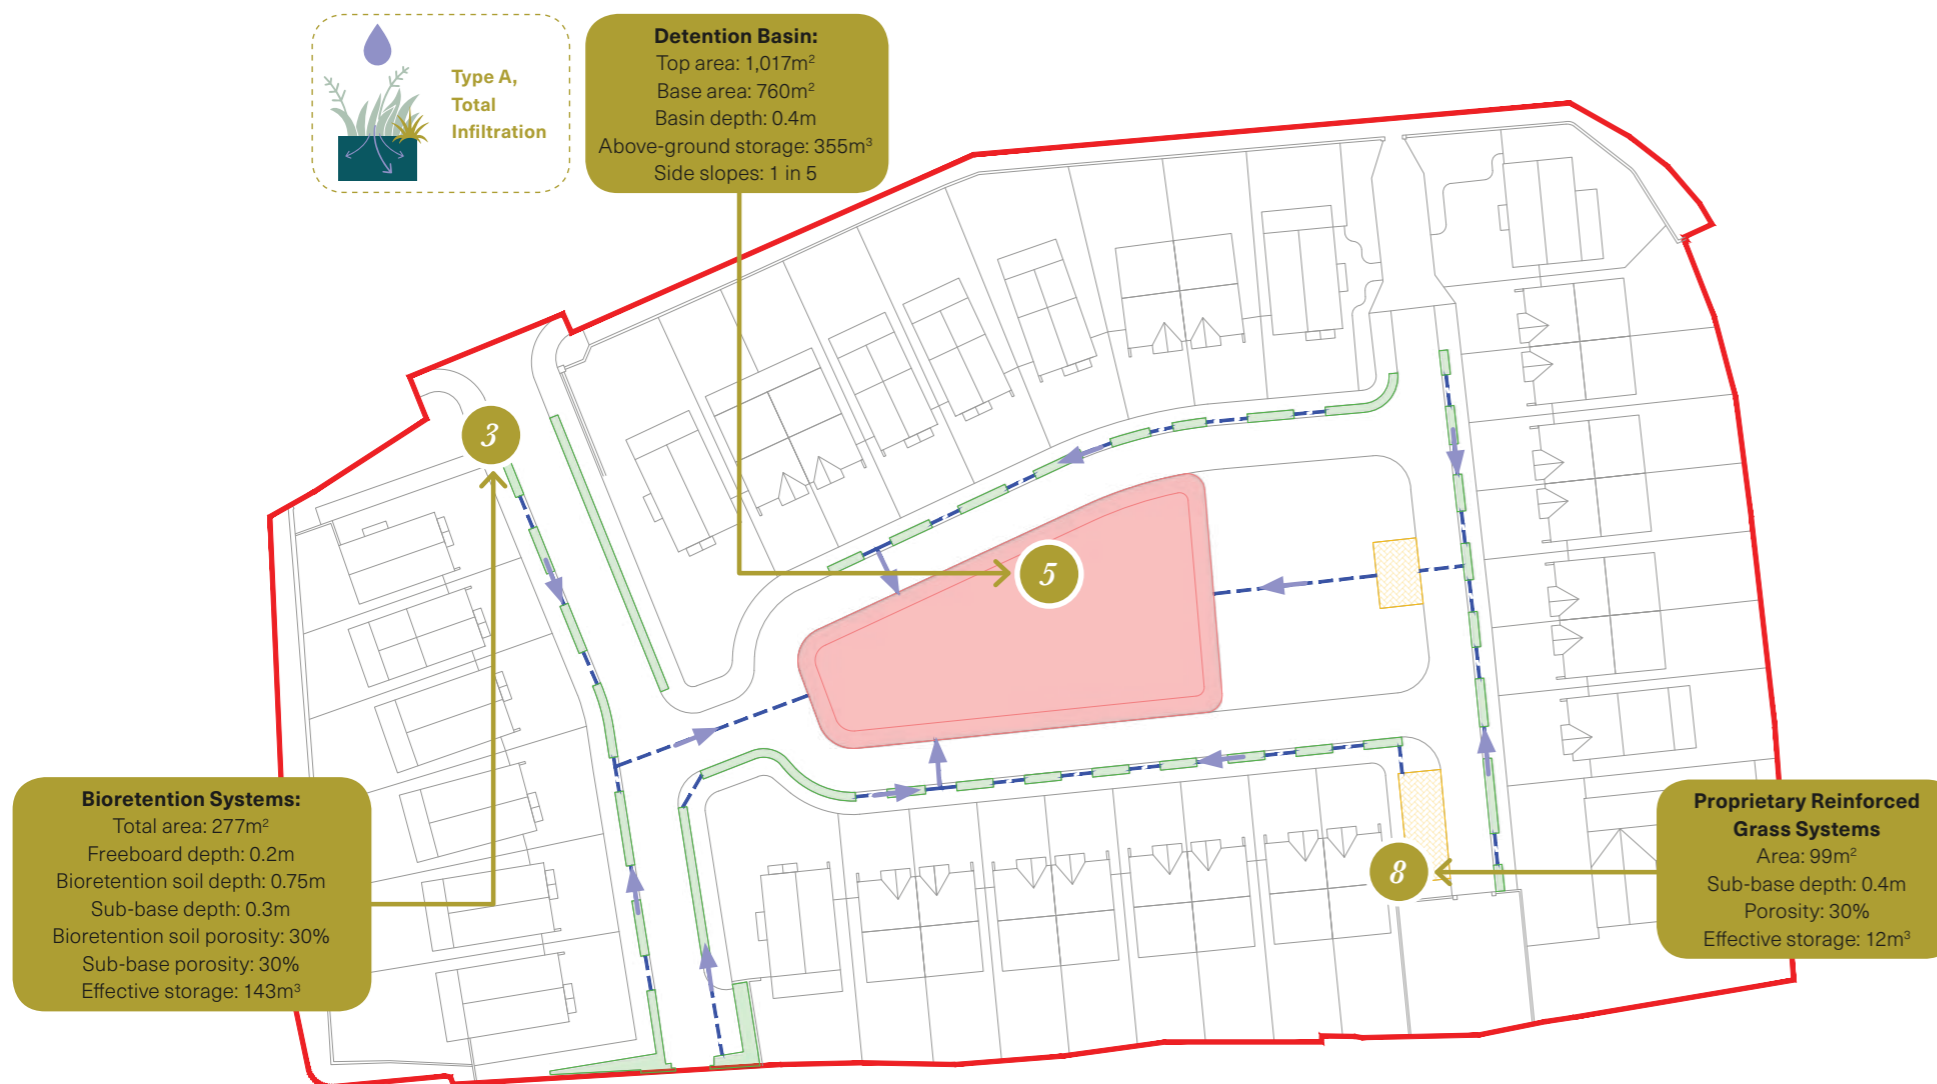 Type A,
Total
Infiltration
Detention Basin:
Top area: 1,017m²
Base area: 760m²
Basin depth: 0.4m
Above-ground storage: 355m³
Side slopes: 1 in 5
3
5
Bioretention Systems:
Total area: 277m²
Freeboard depth: 0.2m
Bioretention soil depth: 0.75m
Sub-base depth: 0.3m
Bioretention soil porosity: 30%
Sub-base porosity: 30%
Effective storage: 143m³
8
Proprietary Reinforced
Grass Systems
Area: 99m²
Sub-base depth: 0.4m
Porosity: 30%
Effective storage: 12m³